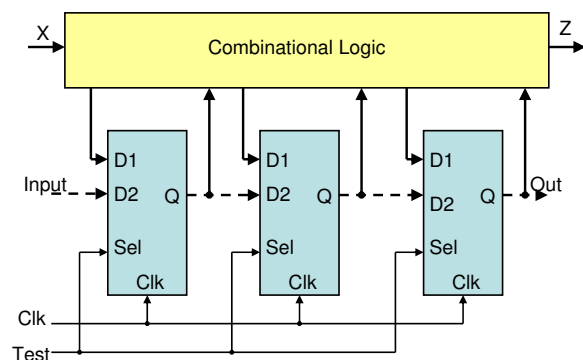 X
Combinational Logic
Z
D1
D1
D1
Input
D2
Q
D2
Q
D2
Q
Out
Sel
Sel
Sel
Clk
Clk
Clk
Clk
Test